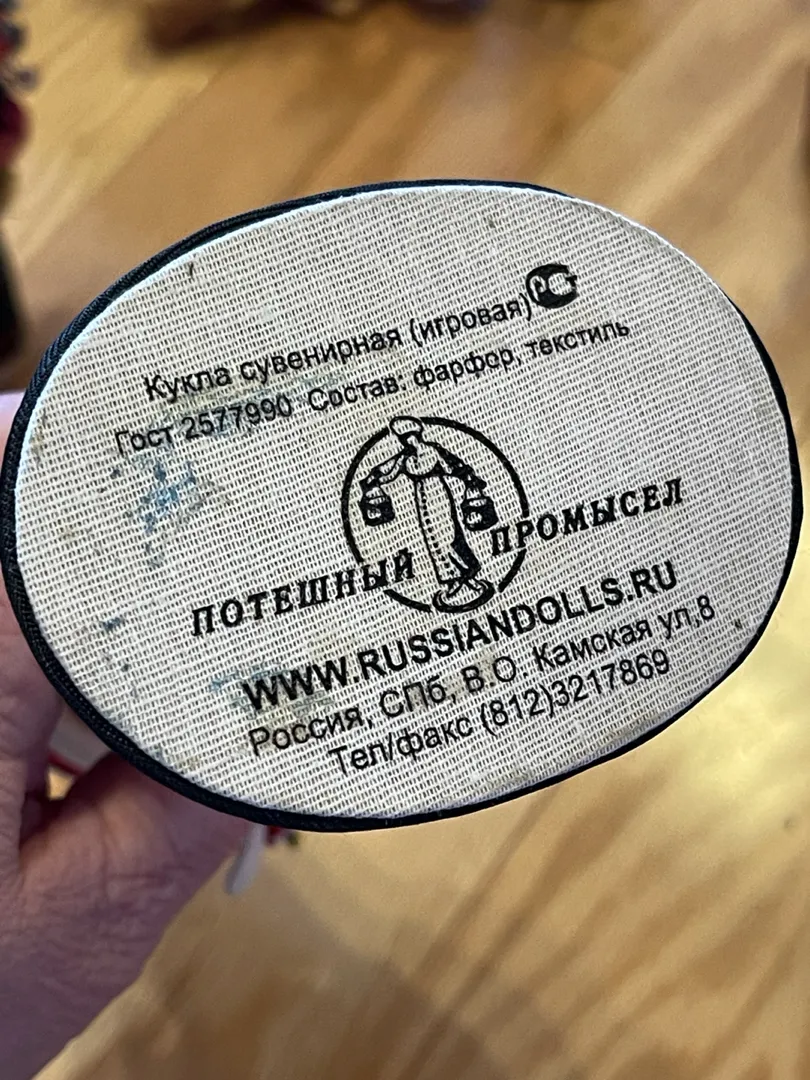 Кукла сувенирная (игровая) РСТ
Гост 2577990 Состав: фарфор, текстиль
ПОТЕШНЫЙ ПРОМЫСЕЛ
WWW.RUSSIANDOLLS.RU
Россия, СПб, В.О. Камская ул,8
Тел/факс (812)3217869